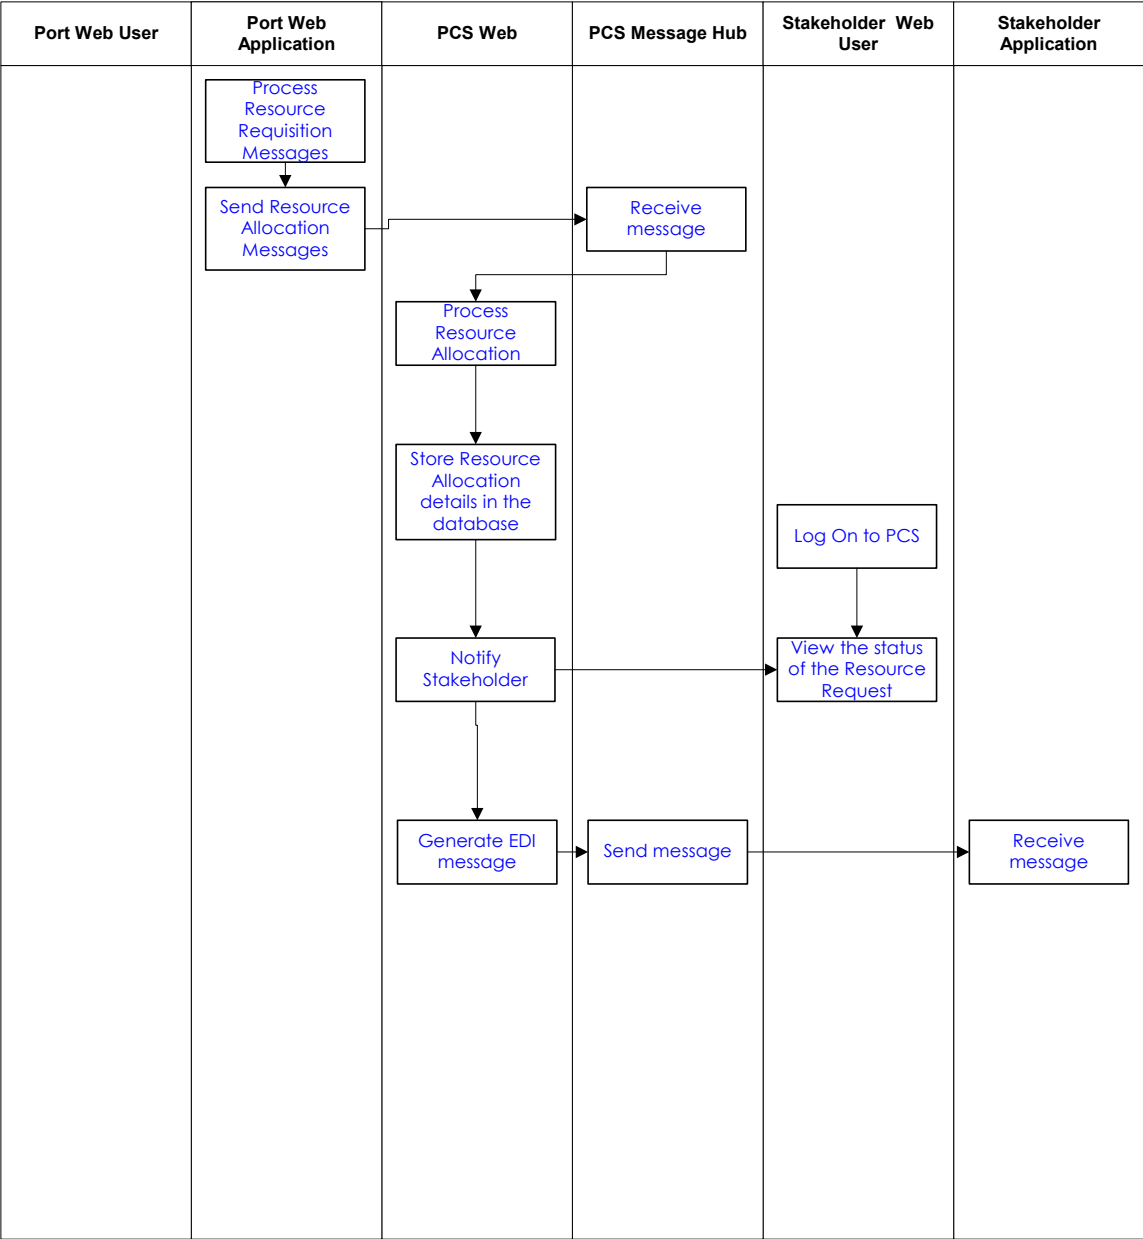 Port Web User
Port Web
Application
PCS Web
PCS Message Hub
Stakeholder Web
User
Stakeholder
Application
Process
Resource
Requisition
Messages
Send Resource
Allocation
Messages
Receive
message
Process
Resource
Allocation
Store Resource
Allocation
details in the
database
Log On to PCS
Notify
Stakeholder
View the status
of the Resource
Request
Generate EDI
message
Send message
Receive
message